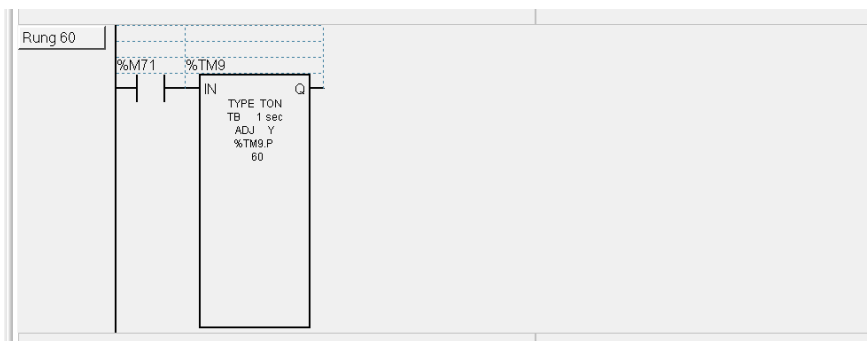 Rung 60
%M71
%TM9
IN Q
TYPE TON
TB 1 sec
ADJ Y
%TM9.P
60